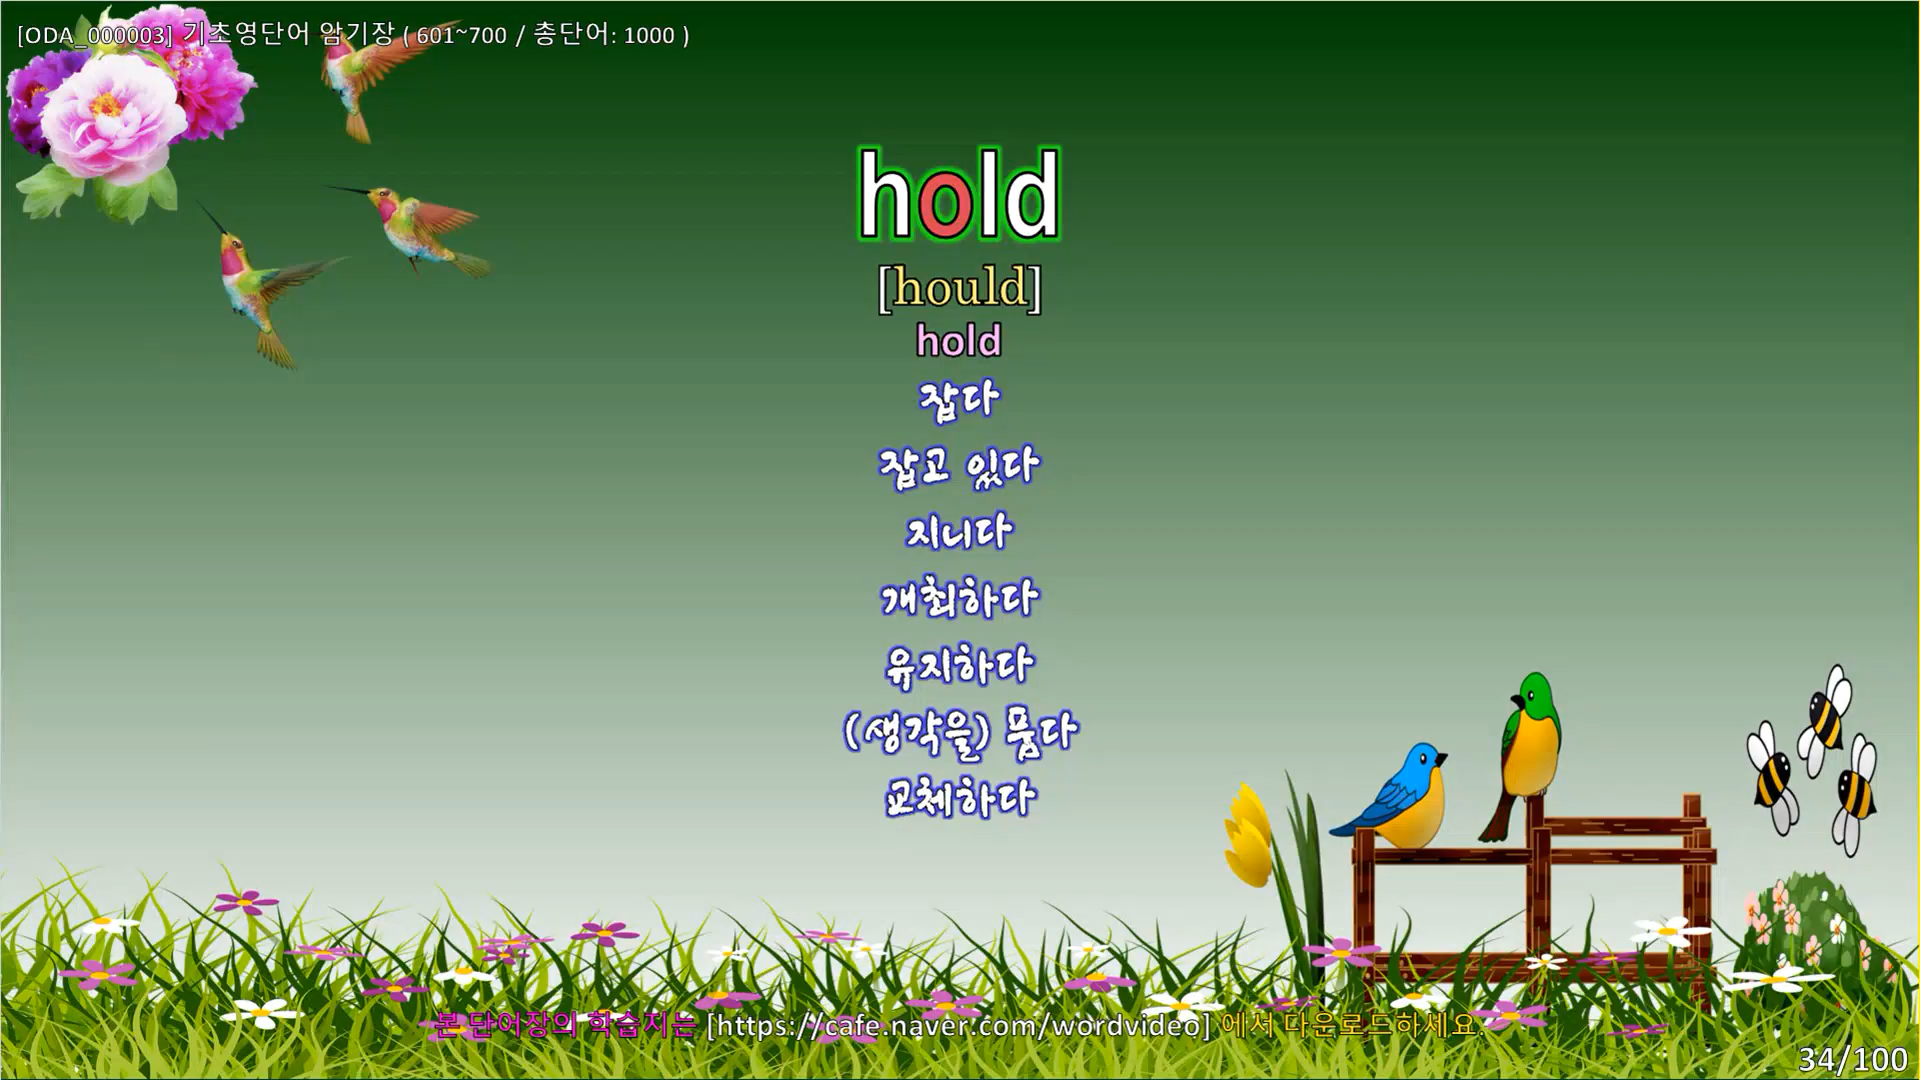 [ODA_000003] 기초영단어 암기장 ( 601~700 / 총단어: 1000 )
hold
[hould]
hold
잡다
잡고 있다
지니다
개최하다
유지하다
(생각을) 품다
교체하다
본 단어장의 학습지는 [https://cafe.naver.com/wordvideo] 에서 다운로드하세요.
34/100